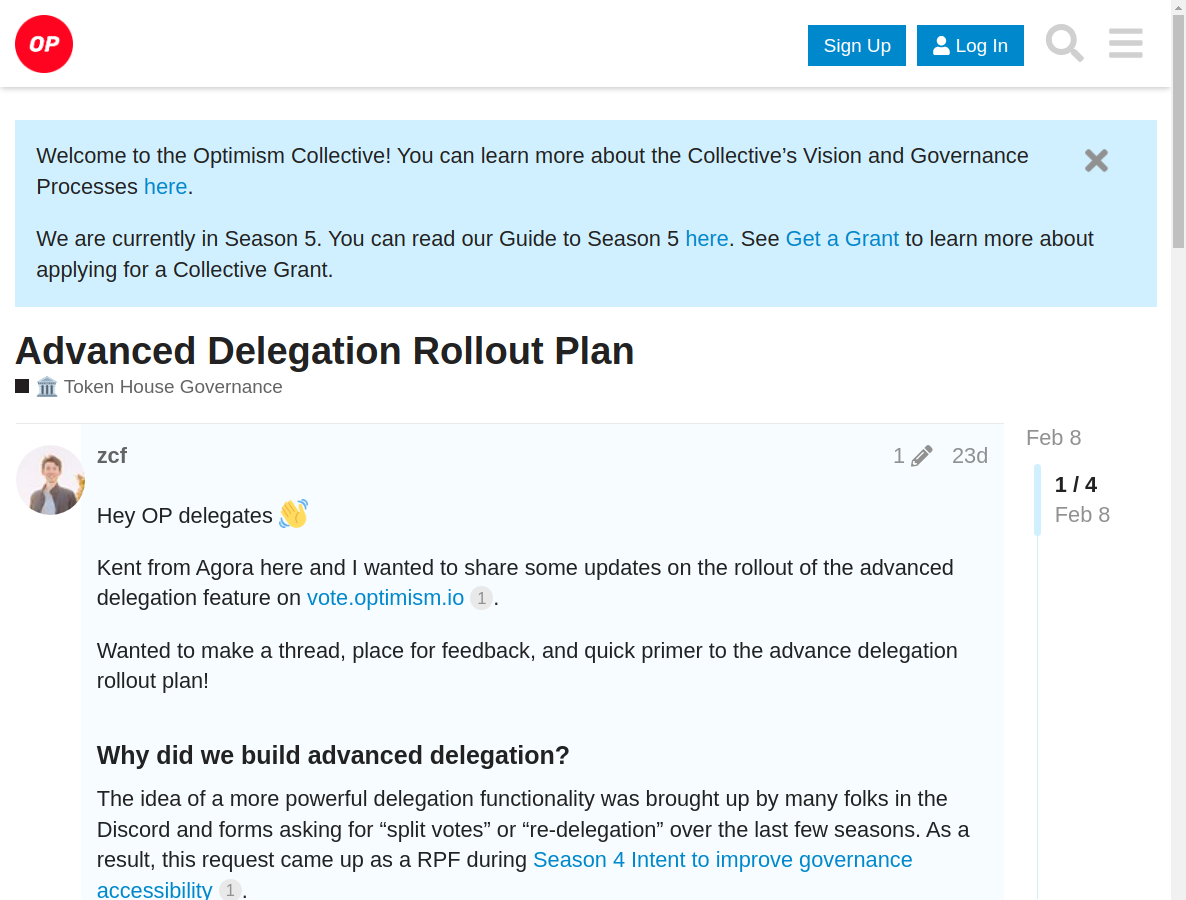 OP
Sign Up
Log In
Welcome to the Optimism Collective! You can learn more about the Collective’s Vision and Governance
Processes here.
We are currently in Season 5. You can read our Guide to Season 5 here. See Get a Grant to learn more about
applying for a Collective Grant.
Advanced Delegation Rollout Plan
Token House Governance
zcf
1
23d
Feb 8
1 / 4
Feb 8
Hey OP delegates
Kent from Agora here and I wanted to share some updates on the rollout of the advanced
delegation feature on vote.optimism.io 1.
Wanted to make a thread, place for feedback, and quick primer to the advance delegation
rollout plan!
Why did we build advanced delegation?
The idea of a more powerful delegation functionality was brought up by many folks in the
Discord and forms asking for “split votes” or “re-delegation” over the last few seasons. As a
result, this request came up as a RPF during Season 4 Intent to improve governance
accessibility 1.